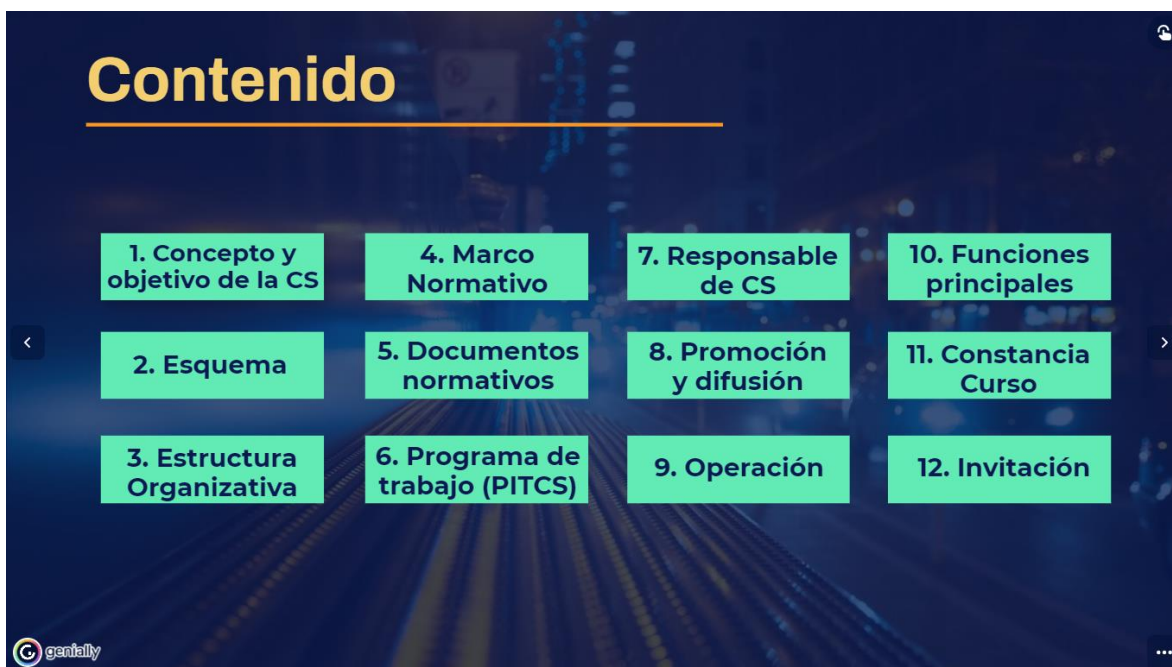 Contenido
1. Concepto y
objetivo de la CS
2. Esquema
3. Estructura
Organizativa
4. Marco
Normativo
5. Documentos
normativos
6. Programa de
trabajo (PITCS)
7. Responsable
de CS
8. Promoción
y difusión
9. Operación
10. Funciones
principales
11. Constancia
Curso
12. Invitación
genially